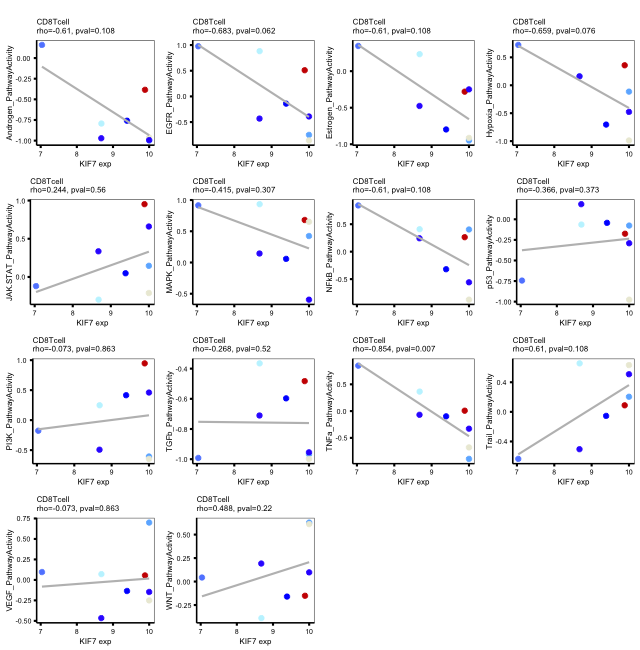 CD8Tcell
rho=-0.61, pval=0.108
Androgen_PathwayActivity
0.00
-0.25
-0.50
-0.75
-1.00
7 8 9 10
KIF7 exp
CD8Tcell
rho=-0.683, pval=0.062
EGFR_PathwayActivity
1.0
0.5
0.0
-0.5
7 8 9 10
KIF7 exp
CD8Tcell
rho=-0.61, pval=0.108
Estrogen_PathwayActivity
0.0
-0.5
-1.0
7 8 9 10
KIF7 exp
CD8Tcell
rho=-0.659, pval=0.076
Hypoxia_PathwayActivity
0.5
0.0
-0.5
-1.0
7 8 9 10
KIF7 exp
CD8Tcell
rho=0.244, pval=0.56
JAK.STAT_PathwayActivity
1.0
0.5
0.0
7 8 9 10
KIF7 exp
CD8Tcell
rho=-0.415, pval=0.307
MAPK_PathwayActivity
1.0
0.5
0.0
-0.5
7 8 9 10
KIF7 exp
CD8Tcell
rho=-0.61, pval=0.108
NFkB_PathwayActivity
0.5
0.0
-0.5
7 8 9 10
KIF7 exp
CD8Tcell
rho=-0.366, pval=0.373
p53_PathwayActivity
0.00
-0.25
-0.50
-0.75
-1.00
7 8 9 10
KIF7 exp
CD8Tcell
rho=-0.073, pval=0.863
PI3K_PathwayActivity
1.0
0.5
0.0
-0.5
7 8 9 10
KIF7 exp
CD8Tcell
rho=-0.268, pval=0.52
TGFb_PathwayActivity
-0.4
-0.6
-0.8
-1.0
7 8 9 10
KIF7 exp
CD8Tcell
rho=-0.854, pval=0.007
TNFa_PathwayActivity
0.5
0.0
-0.5
7 8 9 10
KIF7 exp
CD8Tcell
rho=0.61, pval=0.108
Trail_PathwayActivity
0.4
0.0
-0.4
7 8 9 10
KIF7 exp
CD8Tcell
rho=-0.073, pval=0.863
VEGF_PathwayActivity
0.75
0.50
0.25
0.00
-0.25
-0.50
7 8 9 10
KIF7 exp
CD8Tcell
rho=0.488, pval=0.22
WNT_PathwayActivity
0.50
0.25
0.00
-0.25
7 8 9 10
KIF7 exp